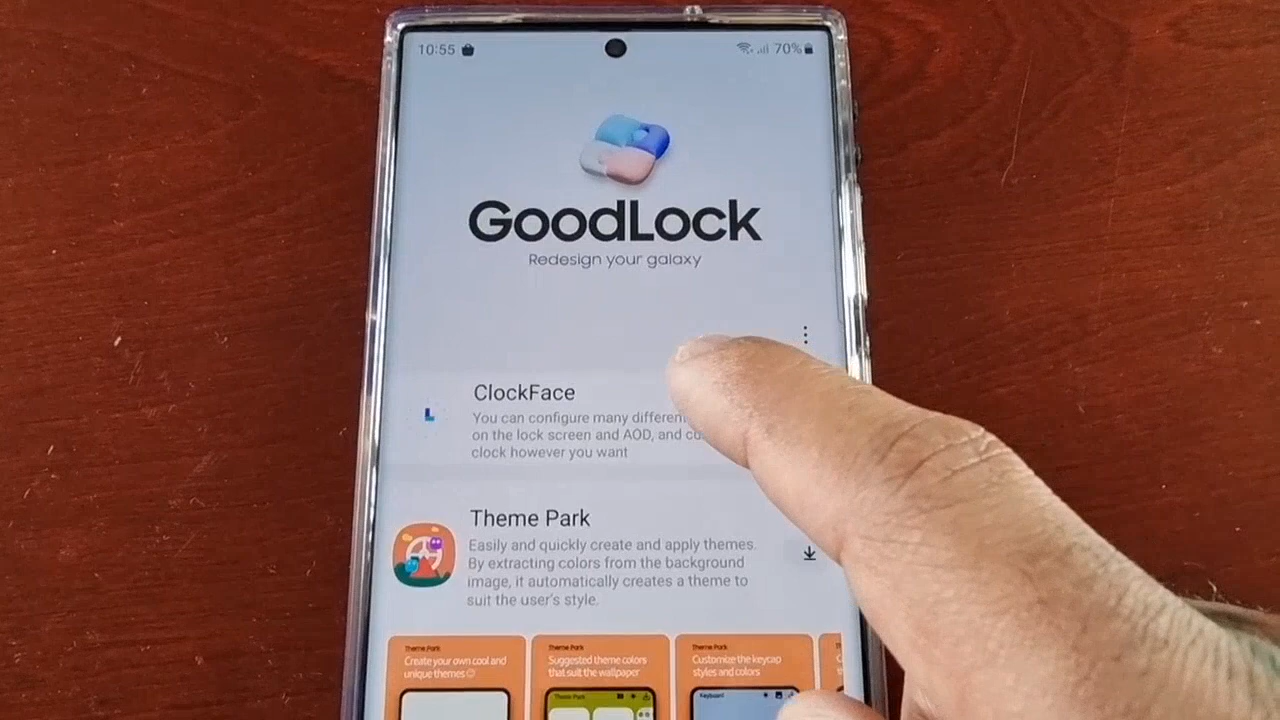 10:55 70%
GoodLock
Redesign your galaxy
ClockFace
You can configure many different
on the lock screen and AOD, and
clock however you want
Theme Park
Easily and quickly create and apply themes.
By extracting colors from the background
image, it automatically creates a theme to
suit the user's style.
Theme Park Theme Park Theme Park
Create your own cool and Suggested theme colors Customize the keycap
unique themes☺ that suit the wallpaper styles and colors
Theme Park Keyboard